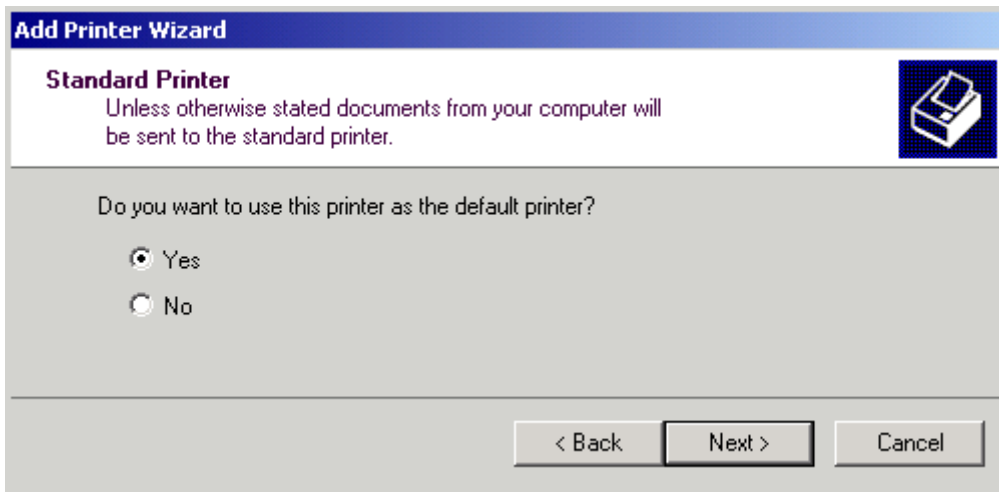 Add Printer Wizard
Standard Printer
Unless otherwise stated documents from your computer will
be sent to the standard printer.
Do you want to use this printer as the default printer?
Yes
No
< Back Next > Cancel